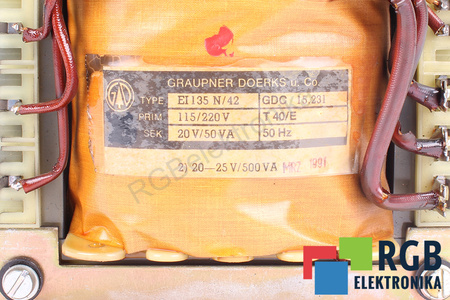 GRAUPNER DOERKS u. Co.
TYPE EI 135 N/42 GDG / 15,231
PRIM 115/220 V T 40/E
SEK 20 V/50 VA 50 Hz
2) 20-25 V/500 VA MRZ. 1991
RGB
ELEKTRONIKA